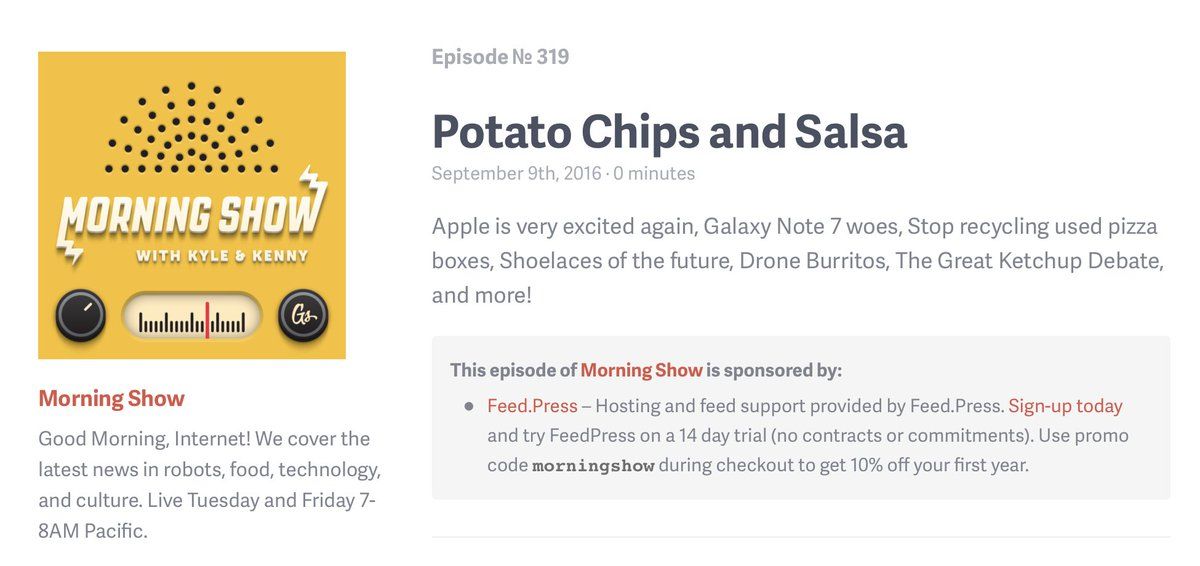 MORNING SHOW
WITH KYLE & KENNY
Gs
Morning Show
Good Morning, Internet! We cover the
latest news in robots, food, technology,
and culture. Live Tuesday and Friday 7-
8AM Pacific.
Episode № 319
Potato Chips and Salsa
September 9th, 2016 · 0 minutes
Apple is very excited again, Galaxy Note 7 woes, Stop recycling used pizza
boxes, Shoelaces of the future, Drone Burritos, The Great Ketchup Debate,
and more!
This episode of Morning Show is sponsored by:
● Feed.Press – Hosting and feed support provided by Feed.Press. Sign-up today
and try FeedPress on a 14 day trial (no contracts or commitments). Use promo
code morningshow during checkout to get 10% off your first year.